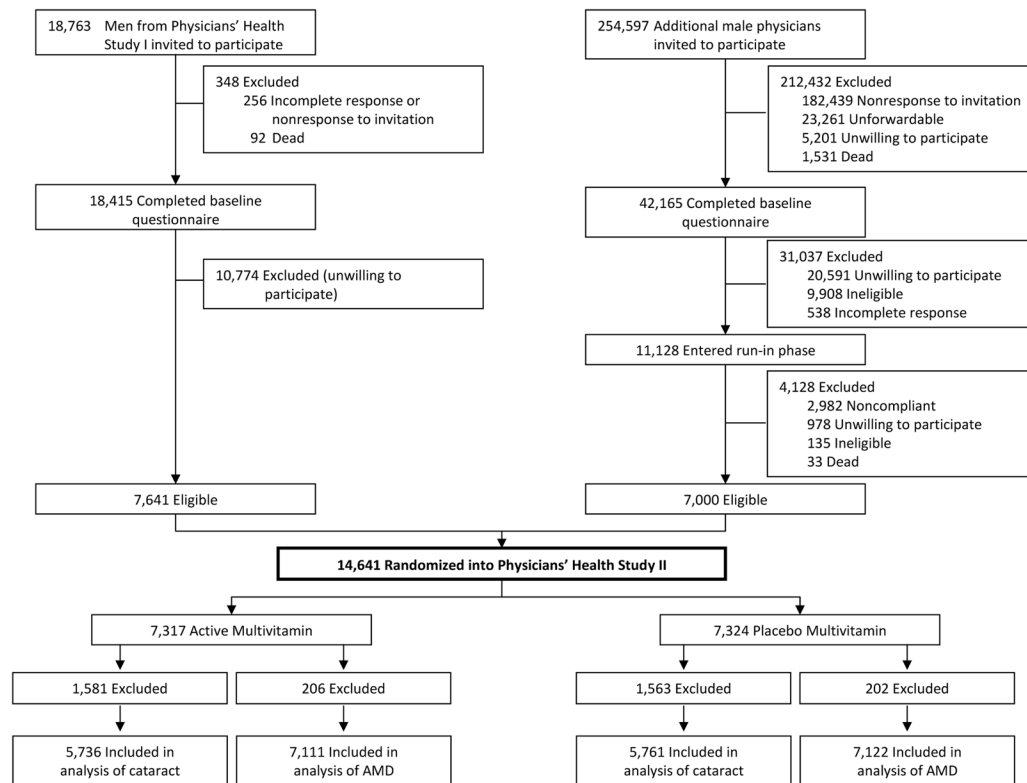 18,763 Men from Physicians' Health
Study I invited to participate
254,597 Additional male physicians
invited to participate
348 Excluded
256 Incomplete response or
nonresponse to invitation
92 Dead
212,432 Excluded
182,439 Nonresponse to invitation
23,261 Unforwardable
5,201 Unwilling to participate
1,531 Dead
18,415 Completed baseline
questionnaire
42,165 Completed baseline
questionnaire
10,774 Excluded (unwilling to
participate)
31,037 Excluded
20,591 Unwilling to participate
9,908 Ineligible
538 Incomplete response
11,128 Entered run-in phase
4,128 Excluded
2,982 Noncompliant
978 Unwilling to participate
135 Ineligible
33 Dead
7,641 Eligible
7,000 Eligible
14,641 Randomized into Physicians' Health Study II
7,317 Active Multivitamin
7,324 Placebo Multivitamin
1,581 Excluded
206 Excluded
1,563 Excluded
202 Excluded
5,736 Included in
analysis of cataract
7,111 Included in
analysis of AMD
5,761 Included in
analysis of cataract
7,122 Included in
analysis of AMD